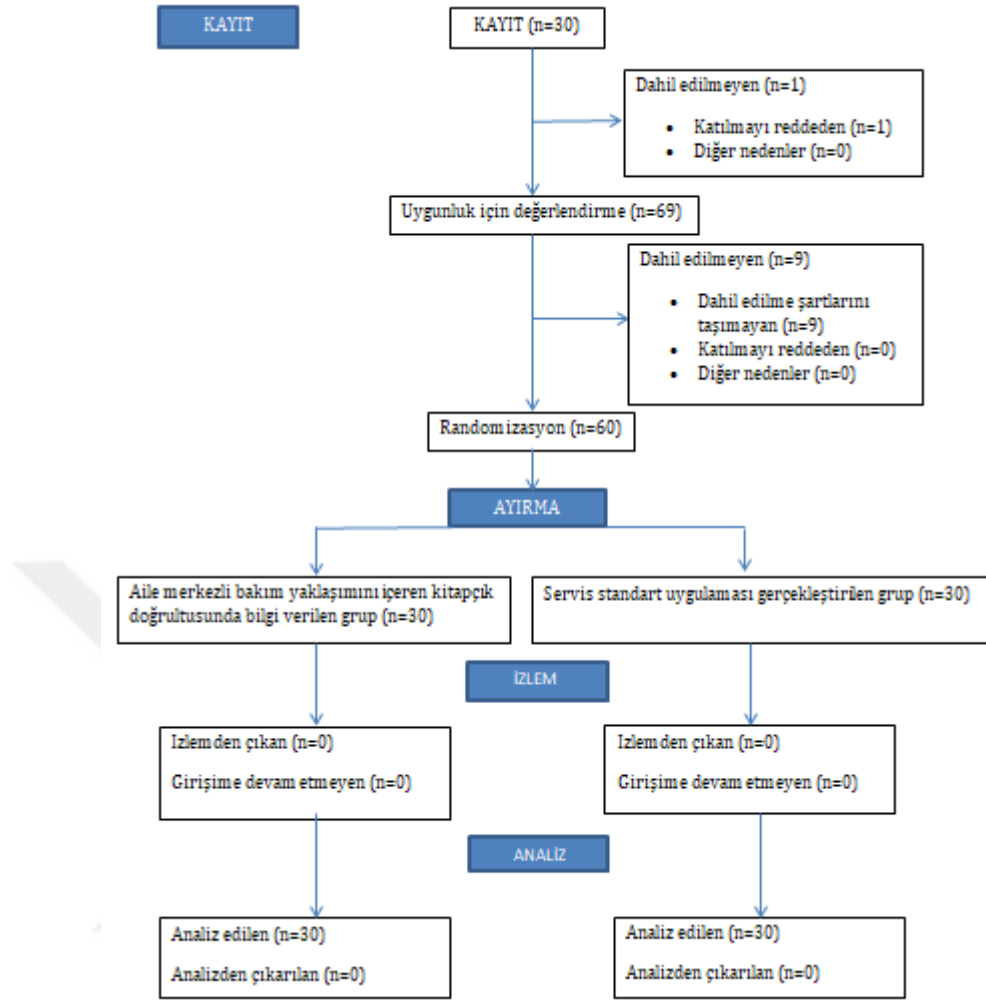 KAYIT
KAYIT (n=30)
Dahil edilmeyen (n=1)
• Katılmayı reddeden (n=1)
• Diğer nedenler (n=0)
Uygunluk için değerlendirme (n=69)
Dahil edilmeyen (n=9)
• Dahil edilme şartlarını
taşımayan (n=9)
• Katılmayı reddeden (n=0)
• Diğer nedenler (n=0)
Randomizasyon (n=60)
AYIRMA
Aile merkezli bakım yaklaşımını içeren kitapçık
doğrultusunda bilgi verilen grup (n=30)
Servis standart uygulaması gerçekleştirilen grup (n=30)
İZLEM
Izlemden çıkan (n=0)
Girişime devam etmeyen (n=0)
Izlemden çıkan (n=0)
Girişime devam etmeyen (n=0)
ANALİZ
Analiz edilen (n=30)
Analizden çıkarılan (n=0)
Analiz edilen (n=30)
Analizden çıkarılan (n=0)